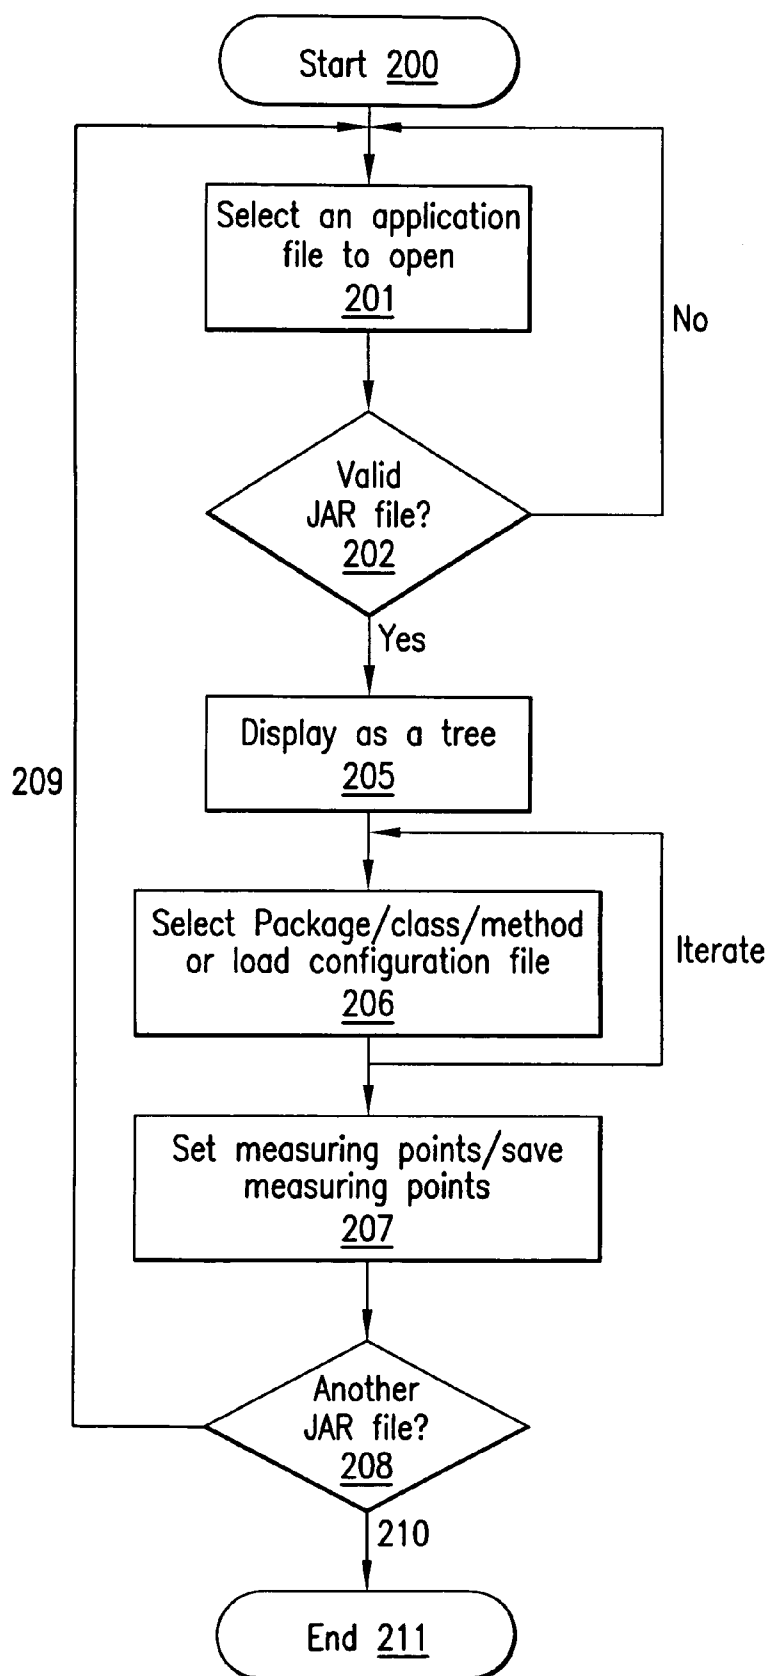 Start 200
Select an application
file to open
201
No
Valid
JAR file?
202
Yes
Display as a tree
205
209
Select Package/class/method
or load configuration file
206
Iterate
Set measuring points/save
measuring points
207
Another
JAR file?
208
210
End 211